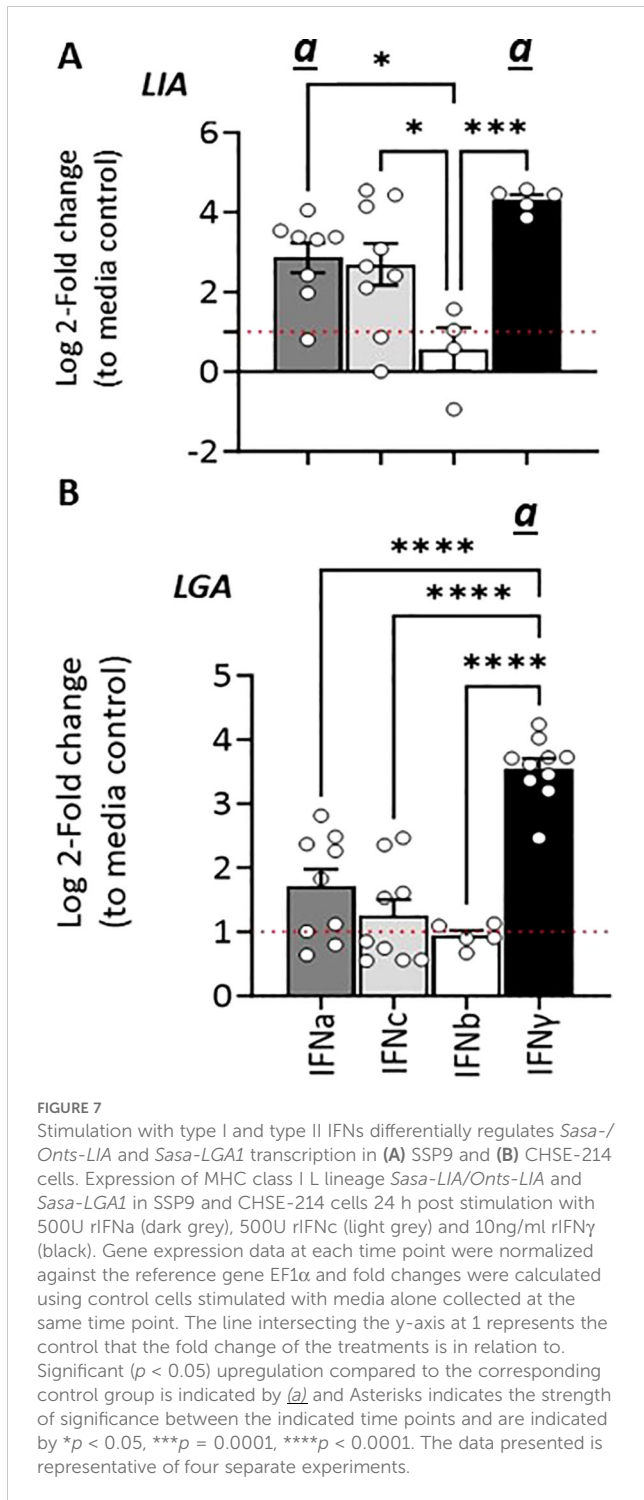 A
a
a
LIA
*
*
***
Log 2-Fold change
(to media control)
6
4
2
0
-2
B
a
LGA
****
****
****
Log 2-Fold change
(to media control)
5
4
3
2
1
0
IFNa
IFNc
IFNb
IFNγ
FIGURE 7
Stimulation with type I and type II IFNs differentially regulates Sasa-/
Onts-LIA and Sasa-LGA1 transcription in (A) SSP9 and (B) CHSE-214
cells. Expression of MHC class I L lineage Sasa-LIA/Onts-LIA and
Sasa-LGA1 in SSP9 and CHSE-214 cells 24 h post stimulation with
500U rIFNa (dark grey), 500U rIFNc (light grey) and 10ng/ml rIFNγ
(black). Gene expression data at each time point were normalized
against the reference gene EF1α and fold changes were calculated
using control cells stimulated with media alone collected at the
same time point. The line intersecting the y-axis at 1 represents the
control that the fold change of the treatments is in relation to.
Significant (p < 0.05) upregulation compared to the corresponding
control group is indicated by (a) and Asterisks indicates the strength
of significance between the indicated time points and are indicated
by *p < 0.05, ***p = 0.0001, ****p < 0.0001. The data presented is
representative of four separate experiments.